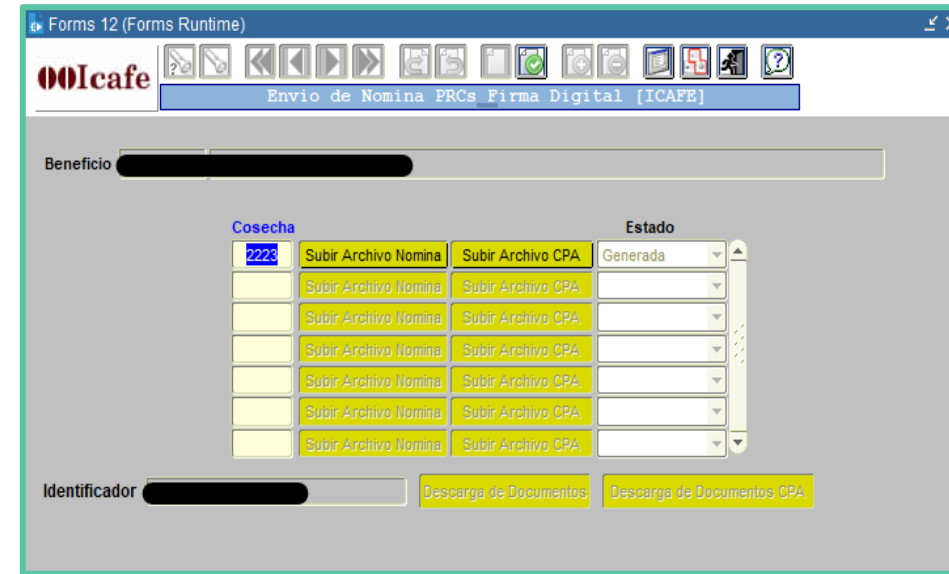 Forms 12 (Forms Runtime)
00Icafe
Envio de Nomina PRCs_Firma Digital [ICAFE]
Beneficio
Cosecha Estado
2223 Subir Archivo Nomina Subir Archivo CPA Generada
Subir Archivo Nomina Subir Archivo CPA
Subir Archivo Nomina Subir Archivo CPA
Subir Archivo Nomina Subir Archivo CPA
Subir Archivo Nomina Subir Archivo CPA
Subir Archivo Nomina Subir Archivo CPA
Subir Archivo Nomina Subir Archivo CPA
Identificador Descarga de Documentos Descarga de Documentos CPA